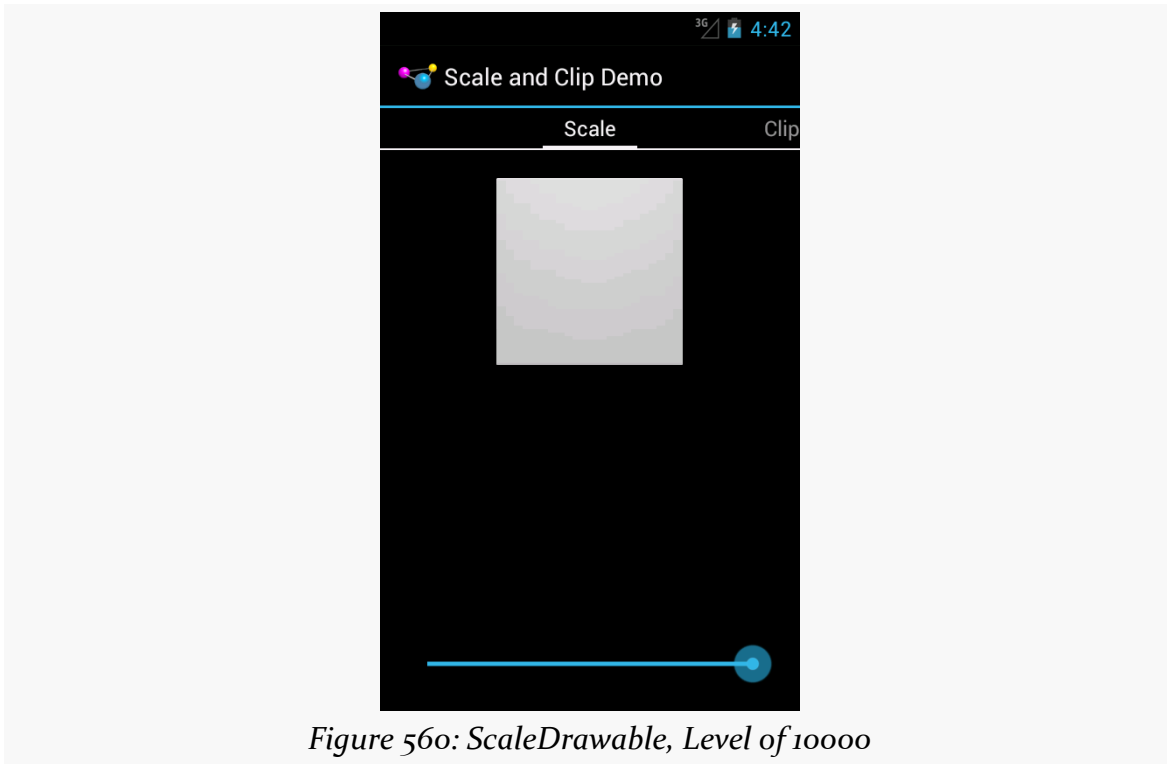 3G 4:42
Scale and Clip Demo
Scale Clip
Figure 560: ScaleDrawable, Level of 10000